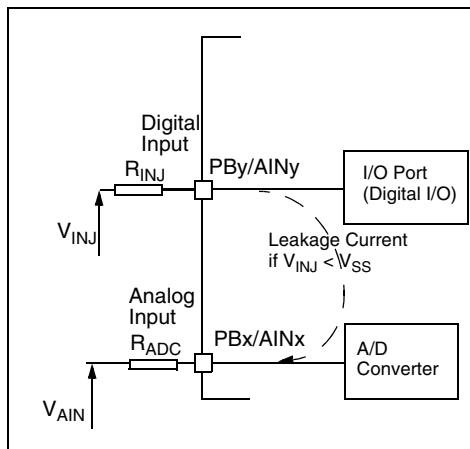 Digital
Input
R_INJ
PBy/AINy
I/O Port
(Digital I/O)
V_INJ
Leakage Current
if V_INJ < V_SS
Analog
Input
R_ADC
PBx/AINx
A/D
Converter
V_AIN